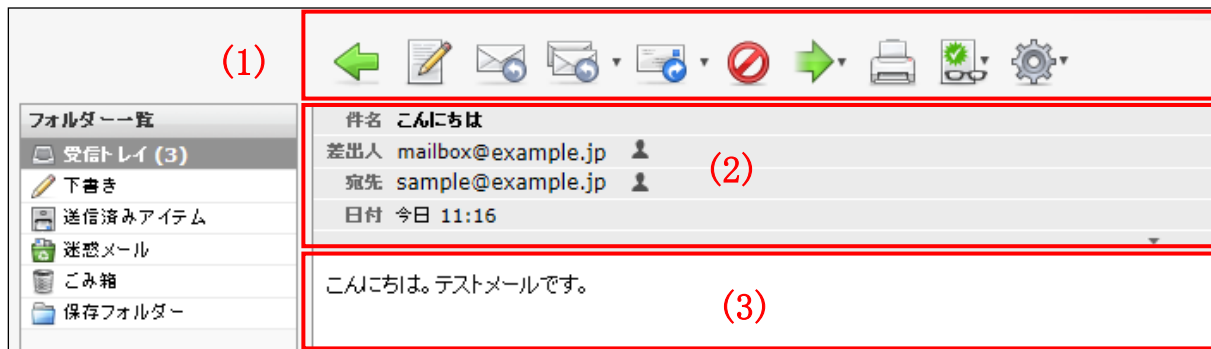 (1)
フォルダー一覧
受信トレイ (3)
下書き
送信済みアイテム
迷惑メール
ごみ箱
保存フォルダー
件名 こんにちは
差出人 mailbox@example.jp
宛先 sample@example.jp
日付 今日 11:16
(2)
こんにちは。テストメールです。
(3)